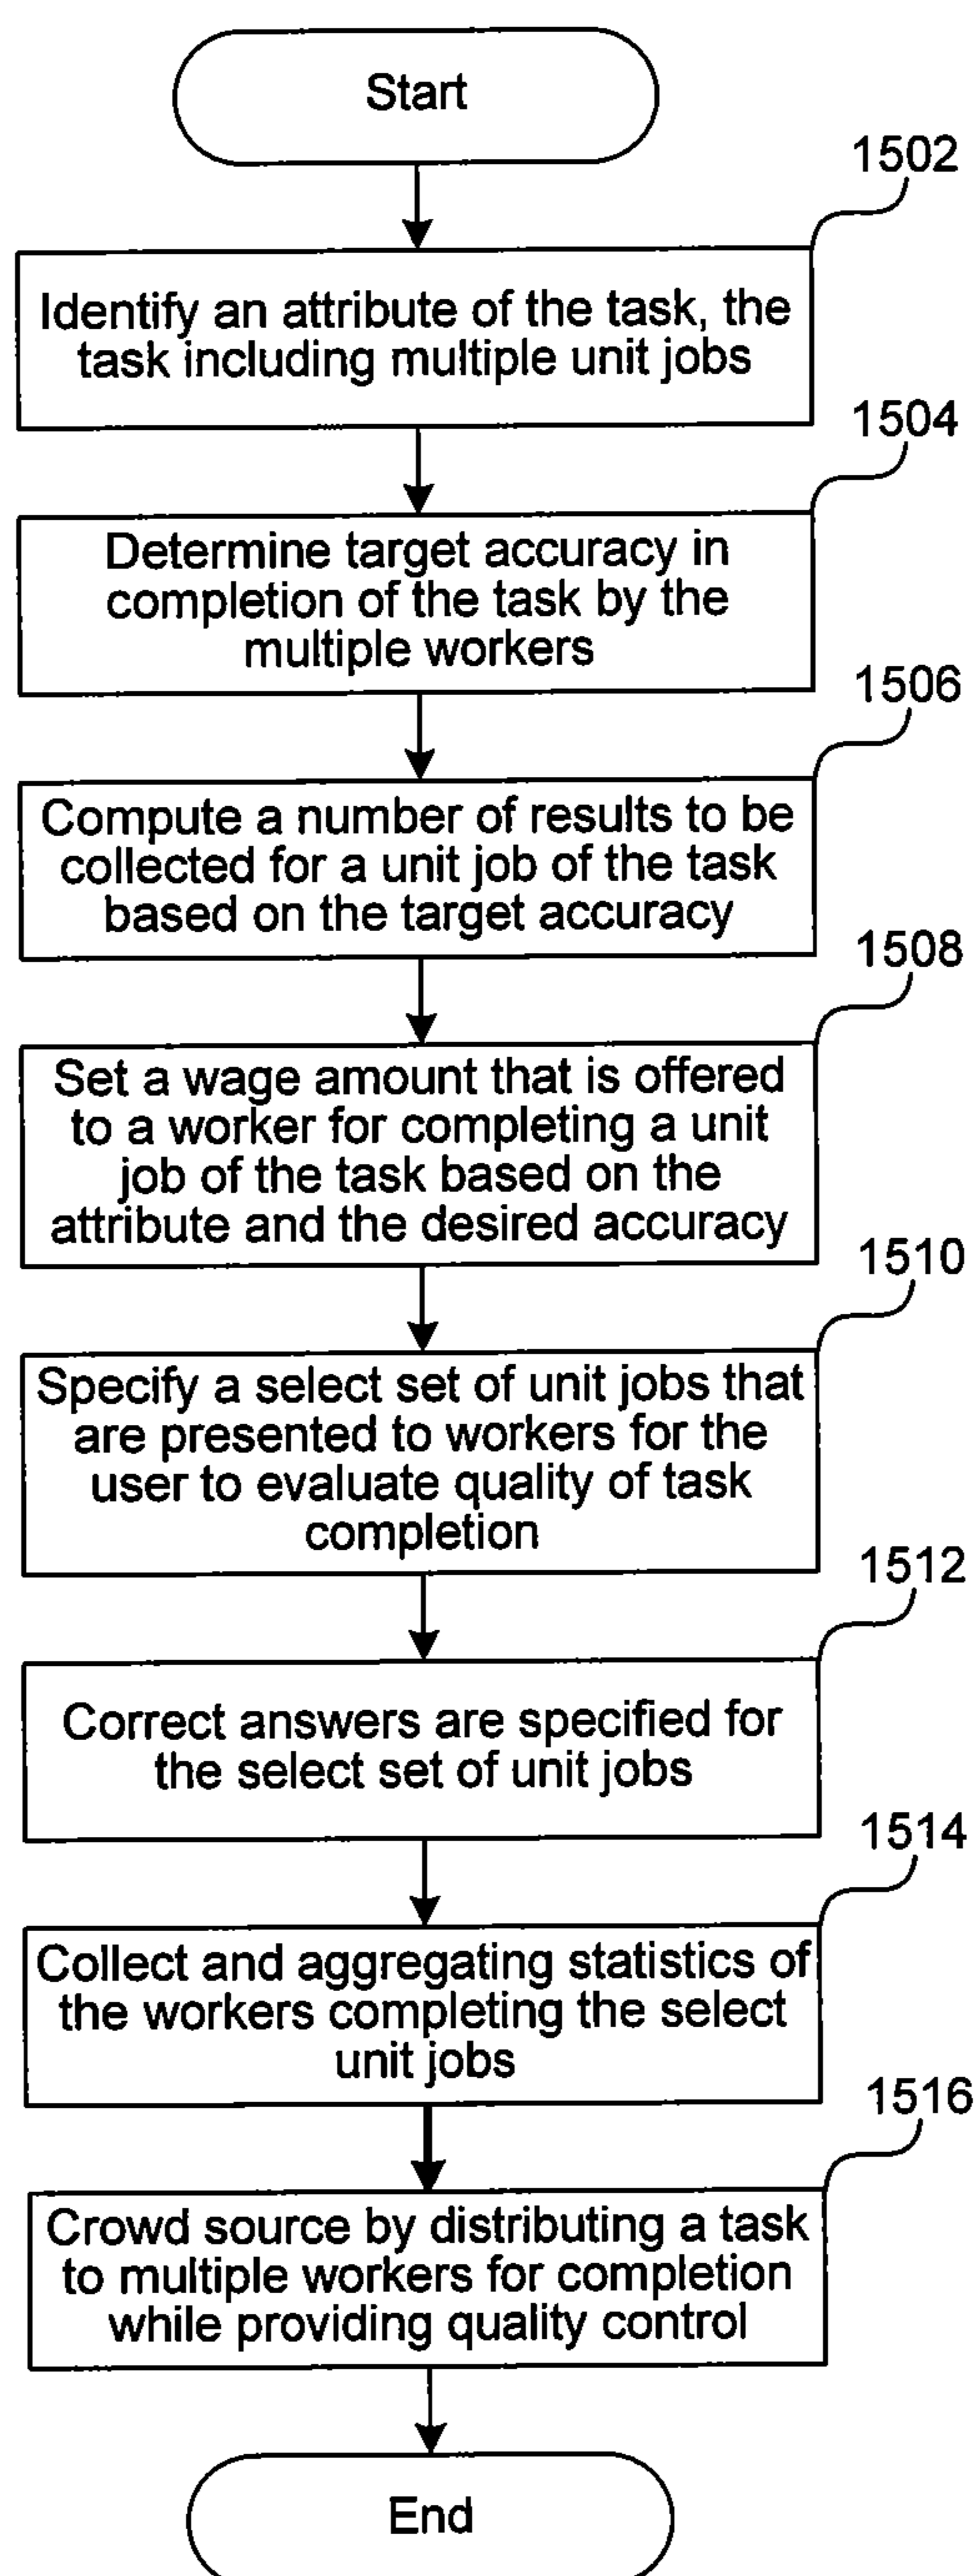 Start
1502
Identify an attribute of the task, the
task including multiple unit jobs
1504
Determine target accuracy in
completion of the task by the
multiple workers
1506
Compute a number of results to be
collected for a unit job of the task
based on the target accuracy
1508
Set a wage amount that is offered
to a worker for completing a unit
job of the task based on the
attribute and the desired accuracy
1510
Specify a select set of unit jobs that
are presented to workers for the
user to evaluate quality of task
completion
1512
Correct answers are specified for
the select set of unit jobs
1514
Collect and aggregating statistics of
the workers completing the select
unit jobs
1516
Crowd source by distributing a task
to multiple workers for completion
while providing quality control
End